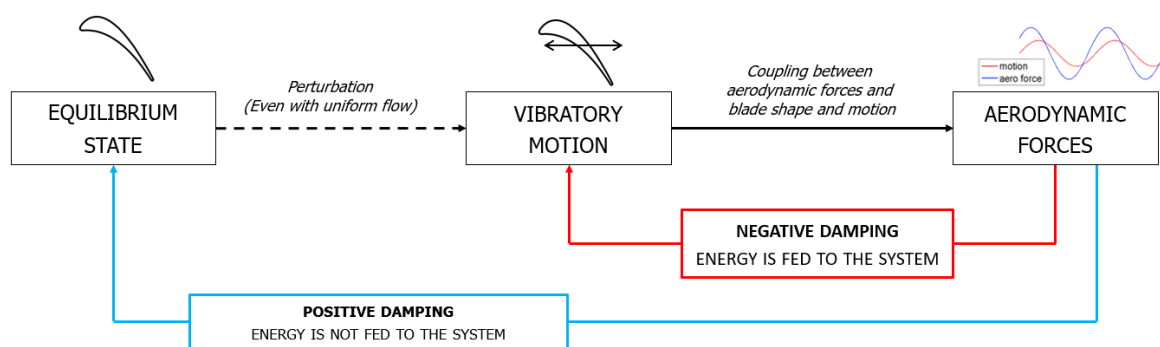 EQUILIBRIUM
STATE
Perturbation
(Even with uniform flow)
VIBRATORY
MOTION
Coupling between
aerodynamic forces and
blade shape and motion
motion
aero force
AERODYNAMIC
FORCES
NEGATIVE DAMPING
ENERGY IS FED TO THE SYSTEM
POSITIVE DAMPING
ENERGY IS NOT FED TO THE SYSTEM